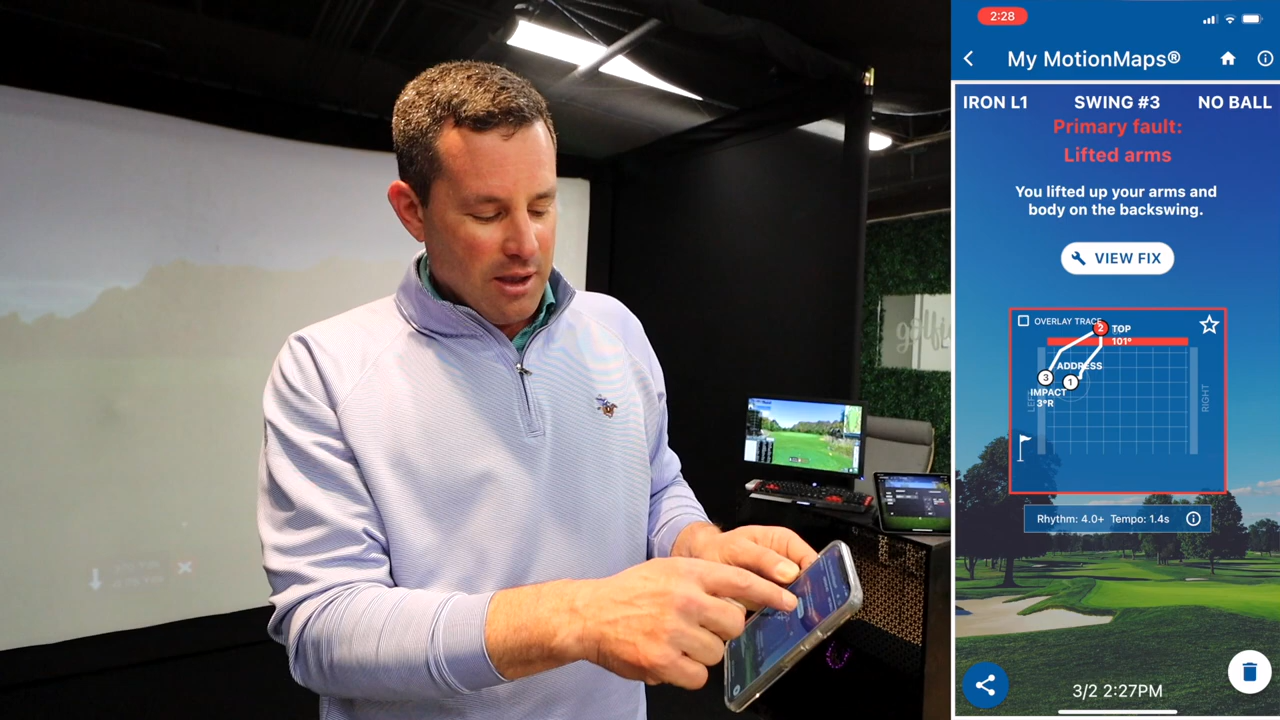 2:28
My MotionMaps®
IRON L1 SWING #3 NO BALL
Primary fault:
Lifted arms
You lifted up your arms and
body on the backswing.
VIEW FIX
OVERLAY TRACE
2 TOP
101°
ADDRESS
3 1
IMPACT
3°R
LEFT
RIGHT
Rhythm: 4.0+ Tempo: 1.4s
3/2 2:27PM
golf